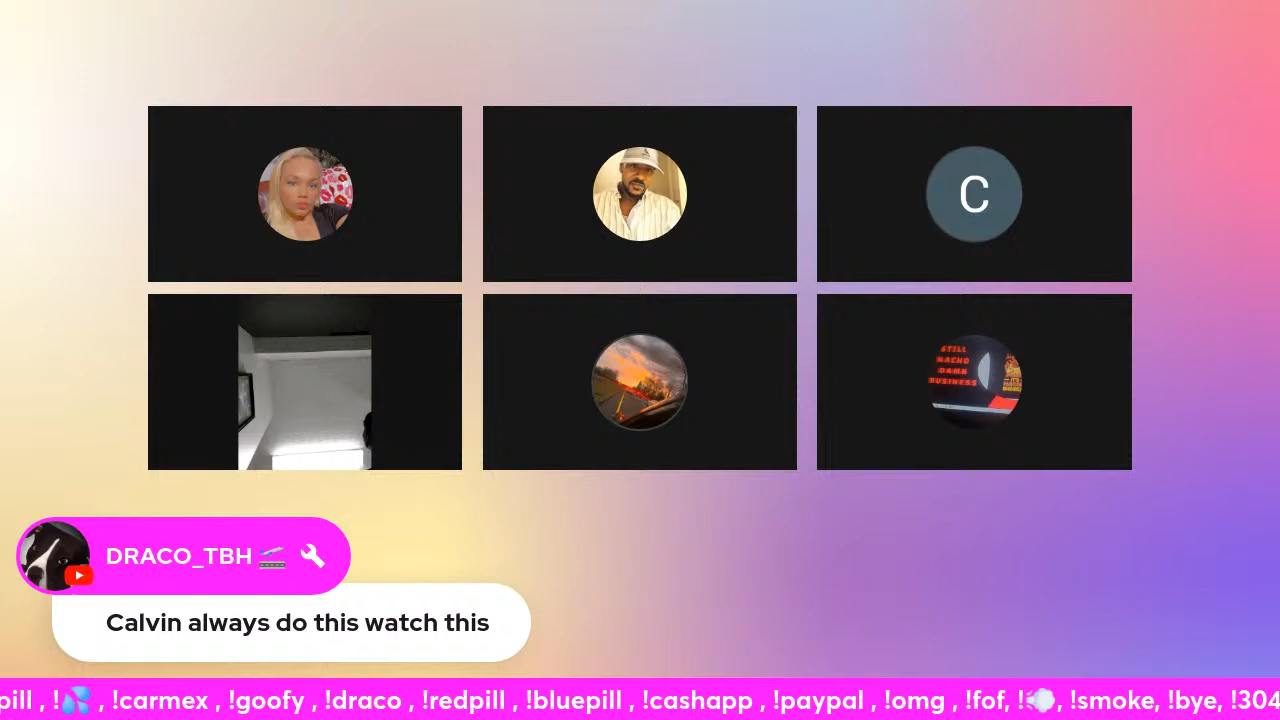 C
STILL
NACHO
DAMN
BUSINESS
DRACO_TBH
Calvin always do this watch this
pill , !💦 , !carmex , !goofy , !draco , !redpill , !bluepill , !cashapp , !paypal , !omg , !fof, !💨, !smoke, !bye, !304